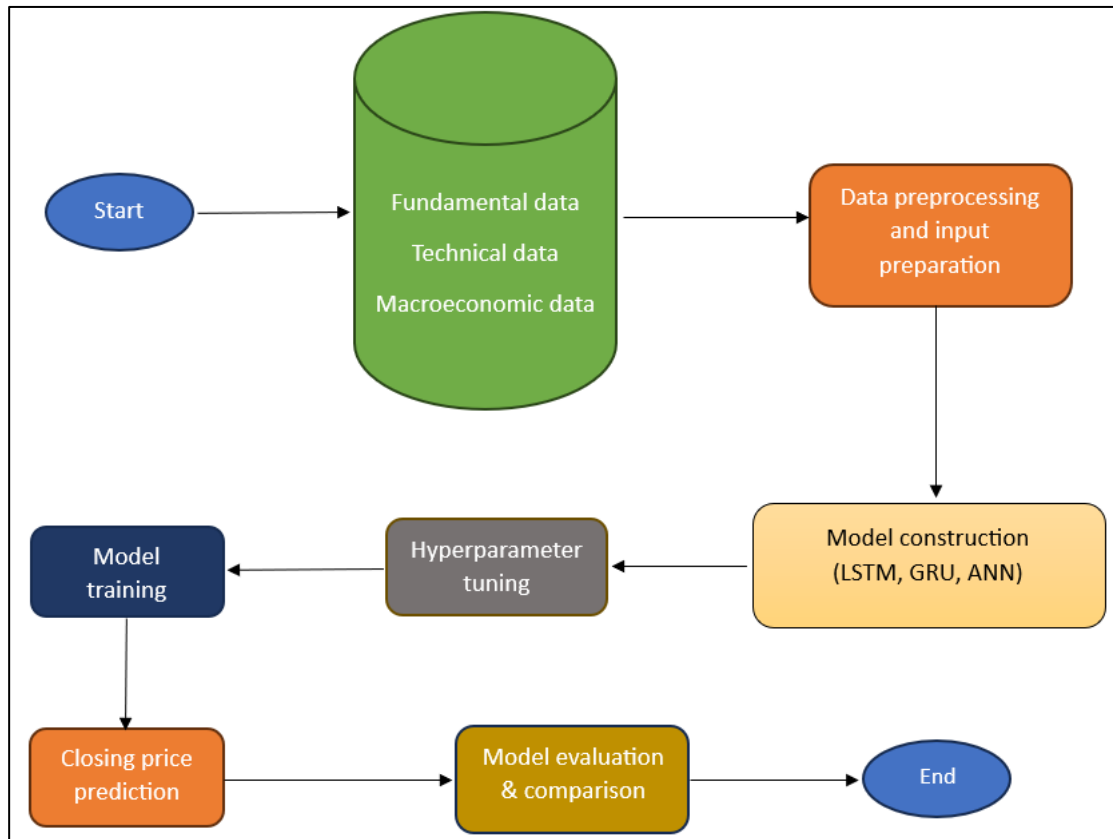 Start
Fundamental data
Technical data
Macroeconomic data
Data preprocessing
and input
preparation
Model construction
(LSTM, GRU, ANN)
Hyperparameter
tuning
Model
training
Closing price
prediction
Model evaluation
& comparison
End